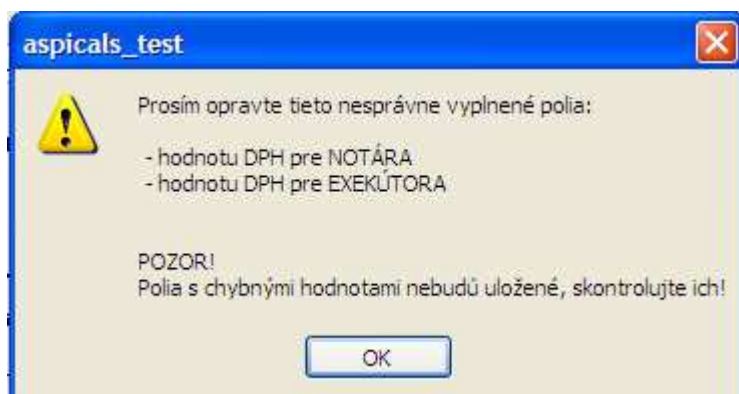 aspicals_test
Prosím opravte tieto nesprávne vyplnené polia:
- hodnotu DPH pre NOTÁRA
- hodnotu DPH pre EXEKÚTORA
POZOR!
Polia s chybnými hodnotami nebudú uložené, skontrolujte ich!
OK